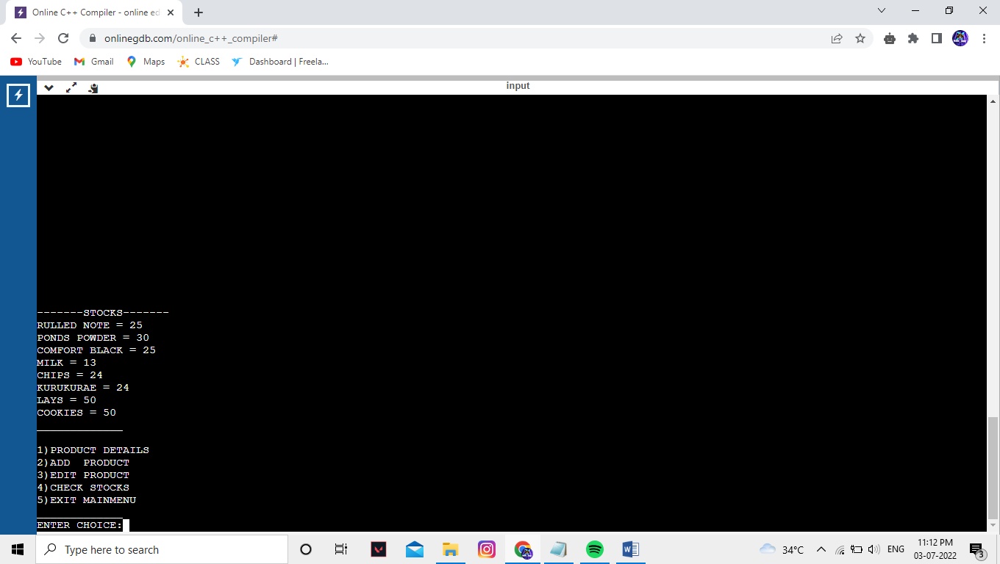 Online C++ Compiler - online ed
onlinegdb.com/online_c++_compiler#
YouTube Gmail Maps CLASS Dashboard | Freela...
input
-------STOCKS-------
RULLED NOTE = 25
PONDS POWDER = 30
COMFORT BLACK = 25
MILK = 13
CHIPS = 24
KURUKURAE = 24
LAYS = 50
COOKIES = 50
_____________
1)PRODUCT DETAILS
2)ADD  PRODUCT
3)EDIT PRODUCT
4)CHECK STOCKS
5)EXIT MAINMENU
_____________
ENTER CHOICE:
Type here to search
34°C
ENG
11:12 PM
03-07-2022
3